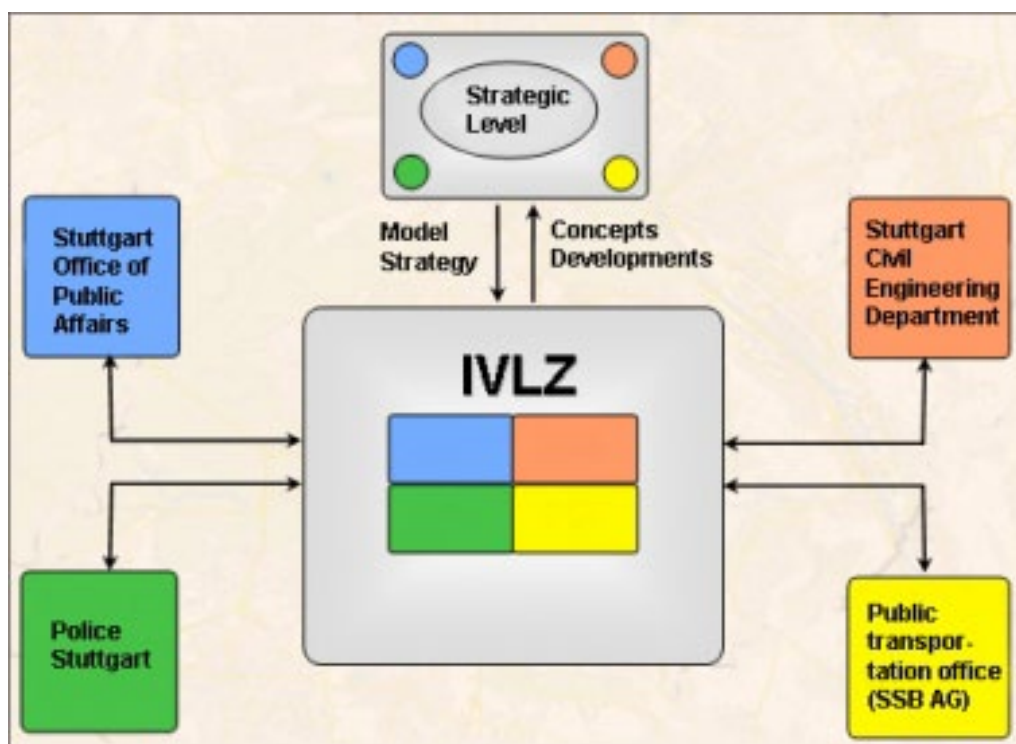 Strategic
Level
Model
Strategy
Concepts
Developments
Stuttgart
Office of
Public
Affairs
Stuttgart
Civil
Engineering
Department
IVLZ
Police
Stuttgart
Public
transpor-
tation office
(SSB AG)